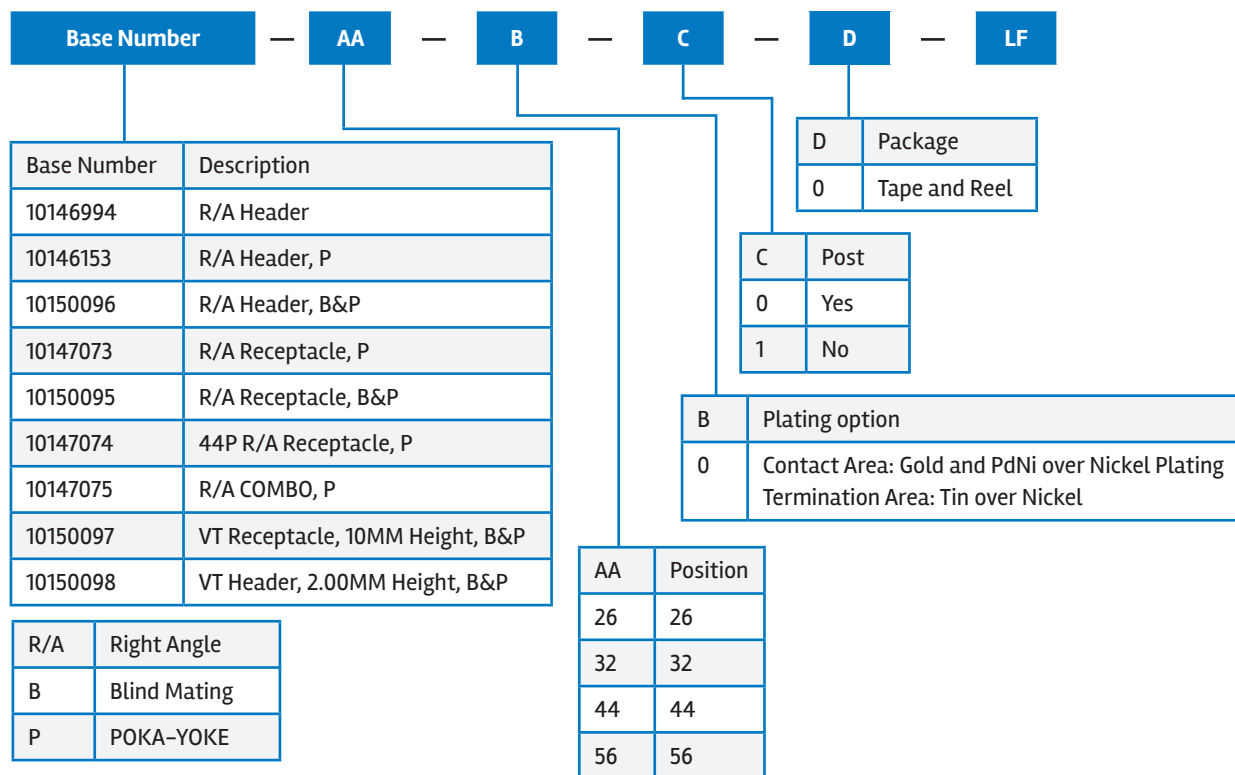 Base Number — AA — B — C — D — LF
Base Number Description
10146994 R/A Header
10146153 R/A Header, P
10150096 R/A Header, B&P
10147073 R/A Receptacle, P
10150095 R/A Receptacle, B&P
10147074 44P R/A Receptacle, P
10147075 R/A COMBO, P
10150097 VT Receptacle, 10MM Height, B&P
10150098 VT Header, 2.00MM Height, B&P
R/A Right Angle
B Blind Mating
P POKA-YOKE
AA Position
26 26
32 32
44 44
56 56
B Plating option
0 Contact Area: Gold and PdNi over Nickel Plating
Termination Area: Tin over Nickel
C Post
0 Yes
1 No
D Package
0 Tape and Reel